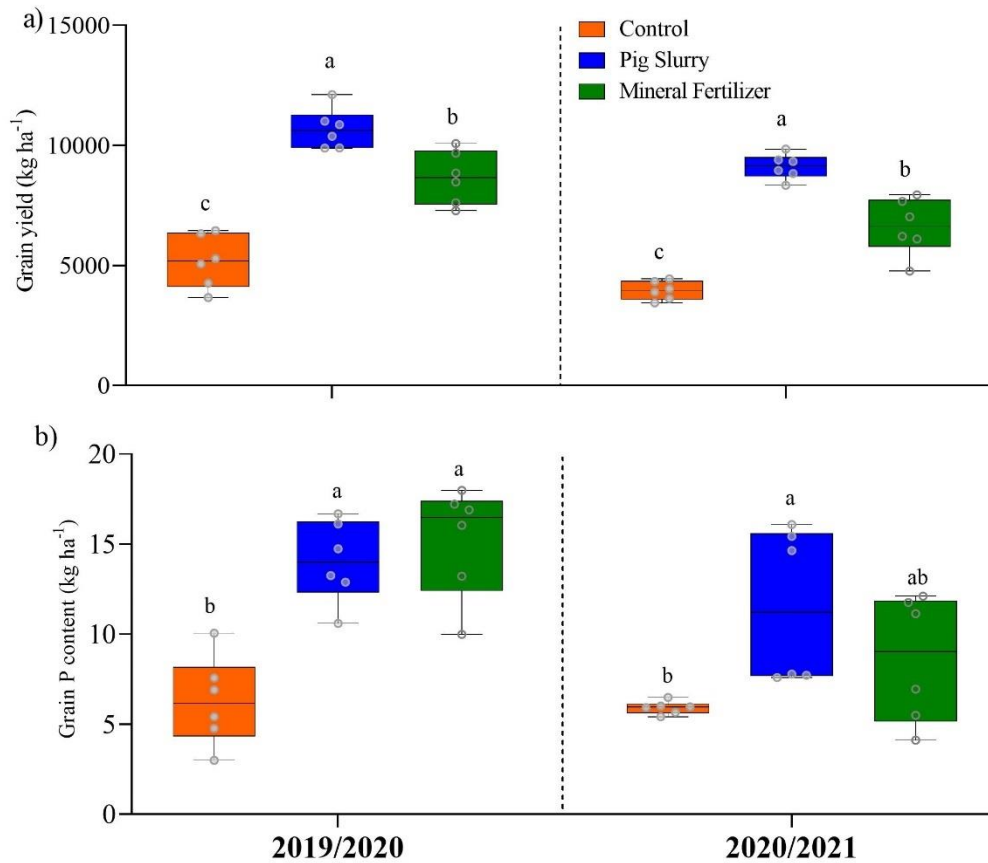 a)
Grain yield (kg ha⁻¹)
15000
10000
5000
0
Control
Pig Slurry
Mineral Fertilizer
c
a
b
c
a
b
b)
Grain P content (kg ha⁻¹)
20
15
10
5
0
b
a
a
b
a
ab
2019/2020
2020/2021